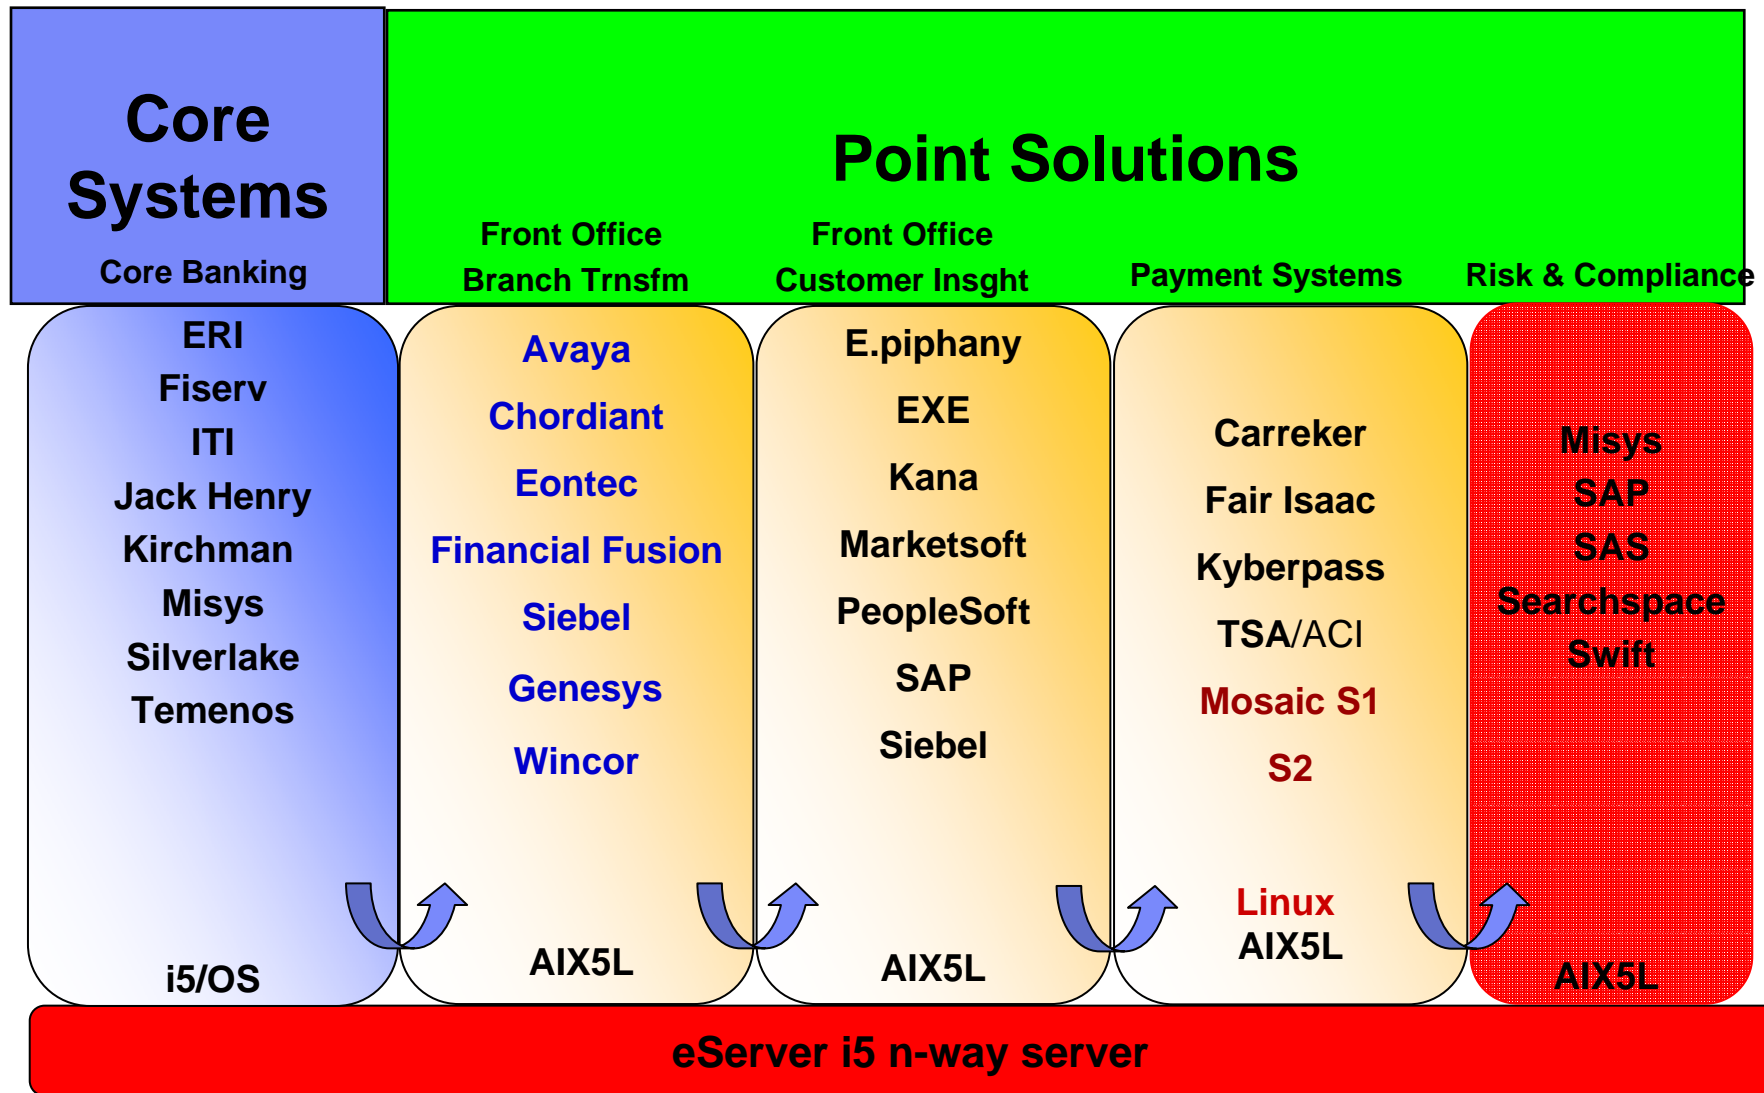 Core
Systems
Core Banking
Point Solutions
Front Office
Branch Trnsfm
Front Office
Customer Insght
Payment Systems
Risk & Compliance
ERI
Fiserv
ITI
Jack Henry
Kirchman
Misys
Silverlake
Temenos
i5/OS
Avaya
Chordiant
Eontec
Financial Fusion
Siebel
Genesys
Wincor
AIX5L
E.piphany
EXE
Kana
Marketsoft
PeopleSoft
SAP
Siebel
AIX5L
Carreker
Fair Isaac
Kyberpass
TSA/ACI
Mosaic S1
S2
Linux
AIX5L
Misys
SAP
SAS
Searchspace
Swift
AIX5L
eServer i5 n-way server